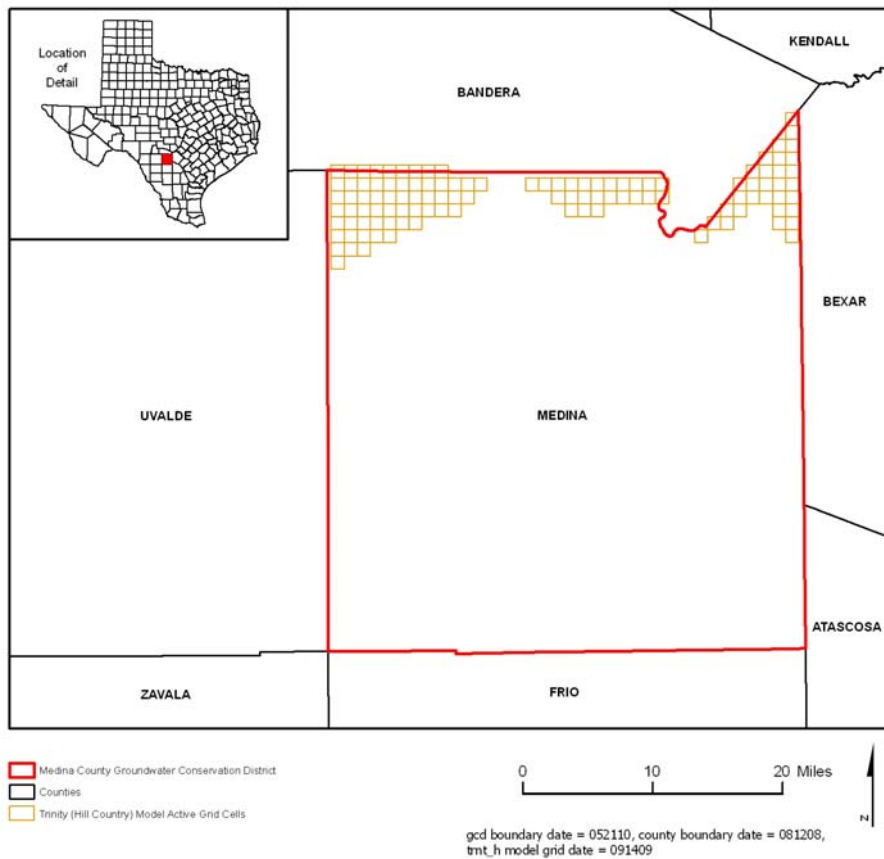 Location
of
Detail
KENDALL
BANDERA
BEXAR
UVALDE
MEDINA
ATASCOSA
ZAVALA
FRIO
Medina County Groundwater Conservation District
Counties
Trinity (Hill Country) Model Active Grid Cells
0 10 20 Miles
N
gcd boundary date = 052110, county boundary date = 081208,
trnt_h model grid date = 091409